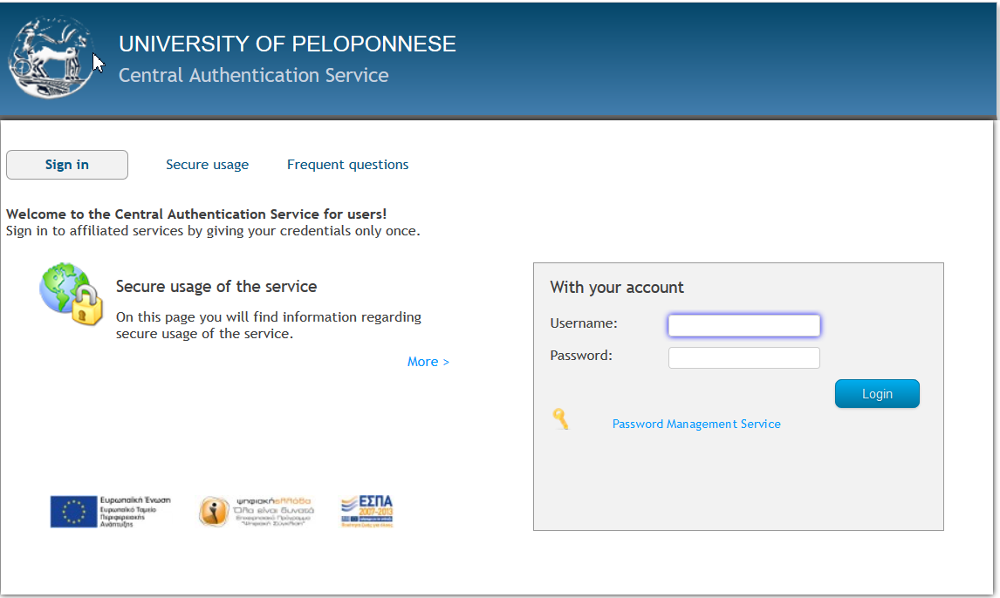 UNIVERSITY OF PELOPONNESE
Central Authentication Service
Sign in
Secure usage
Frequent questions
Welcome to the Central Authentication Service for users!
Sign in to affiliated services by giving your credentials only once.
Secure usage of the service
On this page you will find information regarding
secure usage of the service.
More >
With your account
Username:
Password:
Login
Password Management Service
Ευρωπαϊκή Ένωση
Ευρωπαϊκό Ταμείο
Περιφερειακής
Ανάπτυξης
ψηφιακήελλάδα
Όλα είναι δυνατά
Επιχειρησιακό Πρόγραμμα
"Ψηφιακή Σύγκλιση"
ΕΣΠΑ
2007-2013